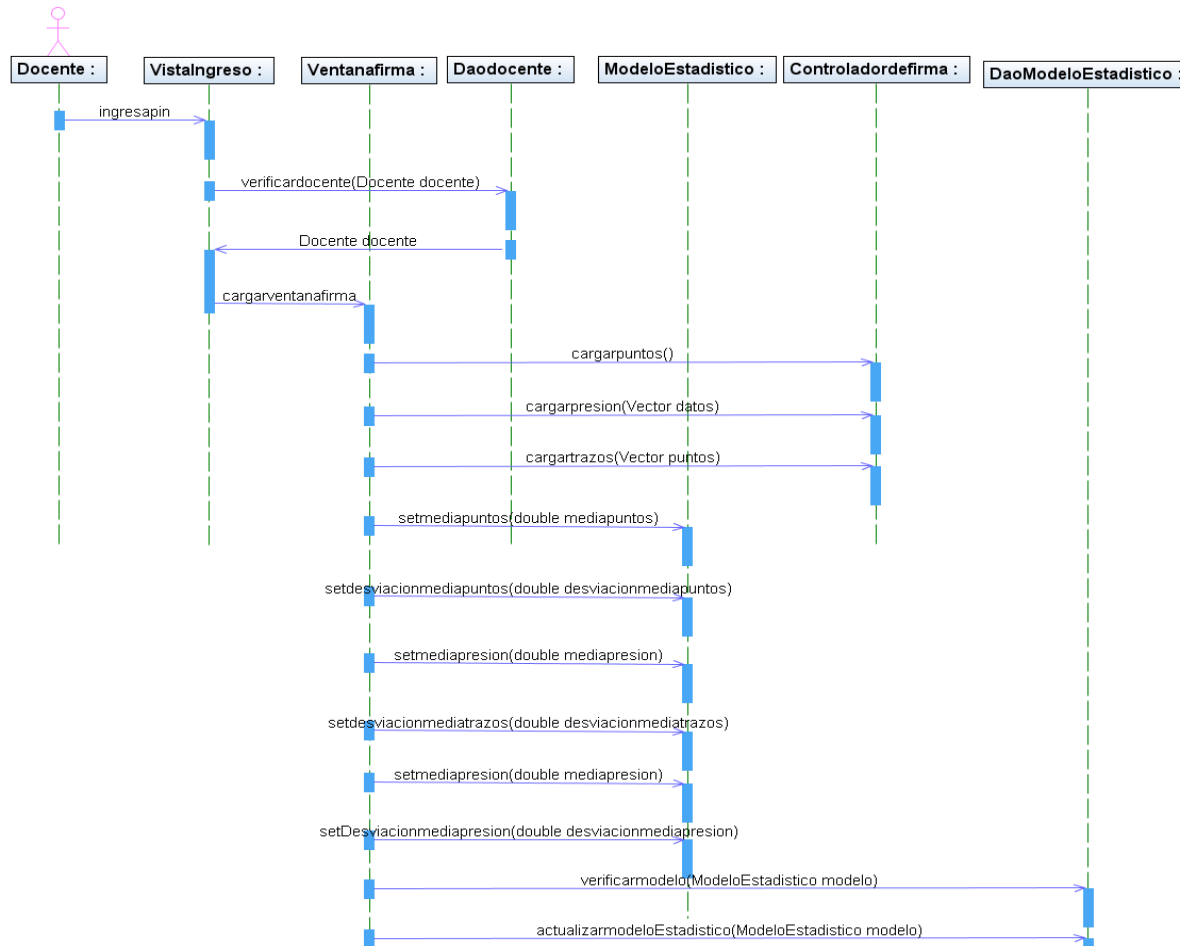 Docente :
VistaIngreso :
Ventanafirma :
Daodocente :
ModeloEstadistico :
Controladordefirma :
DaoModeloEstadistico :
ingresapin
verificardocente(Docente docente)
Docente docente
cargarventanafirma
cargarpuntos()
cargarpresion(Vector datos)
cargartrazos(Vector puntos)
setmediapuntos(double mediapuntos)
setdesviacionmediapuntos(double desviacionmediapuntos)
setmediapresion(double mediapresion)
setdesviacionmediatrazos(double desviacionmediatrazos)
setmediapresion(double mediapresion)
setDesviacionmediapresion(double desviacionmediapresion)
verificarmodelo(ModeloEstadistico modelo)
actualizarmodeloEstadistico(ModeloEstadistico modelo)